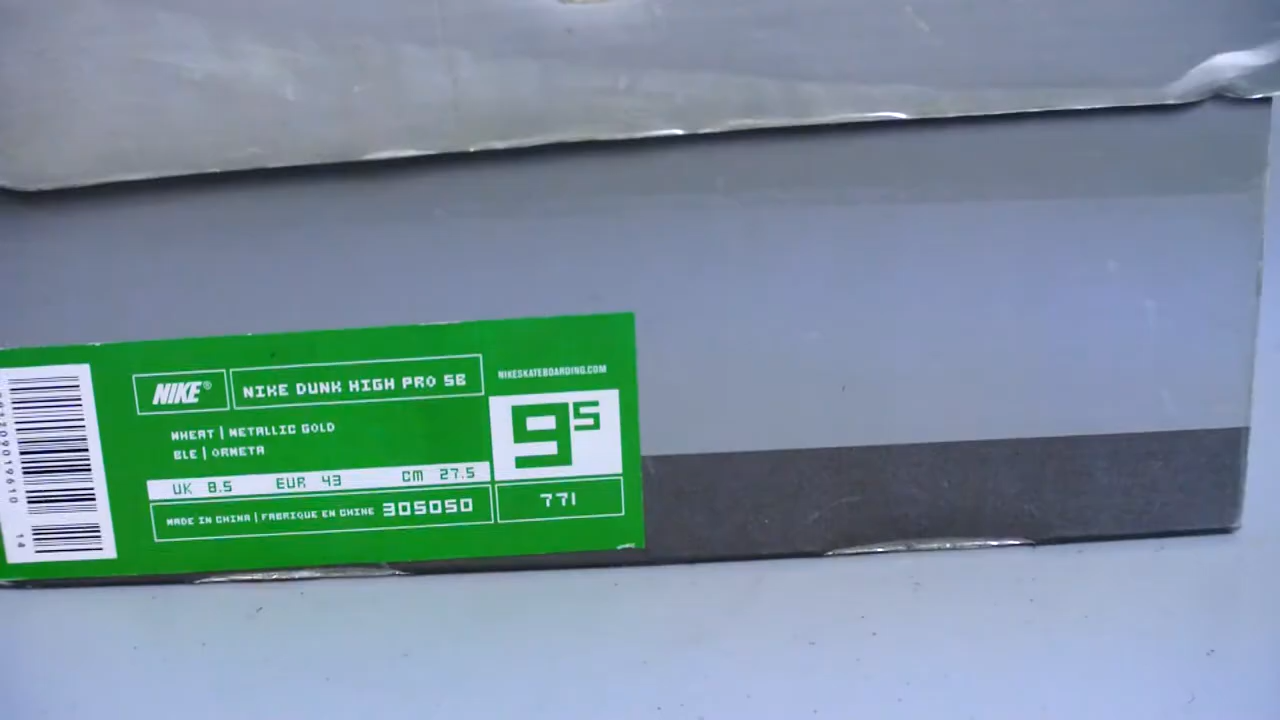 NIKE® NIKE DUNK HIGH PRO SB NIKESKATEBOARDING.COM
WHEAT | METALLIC GOLD
BLE | ORMETA
9 5
UK 8.5 EUR 43 CM 27.5
MADE IN CHINA | FABRIQUE EN CHINE 305050 771
14